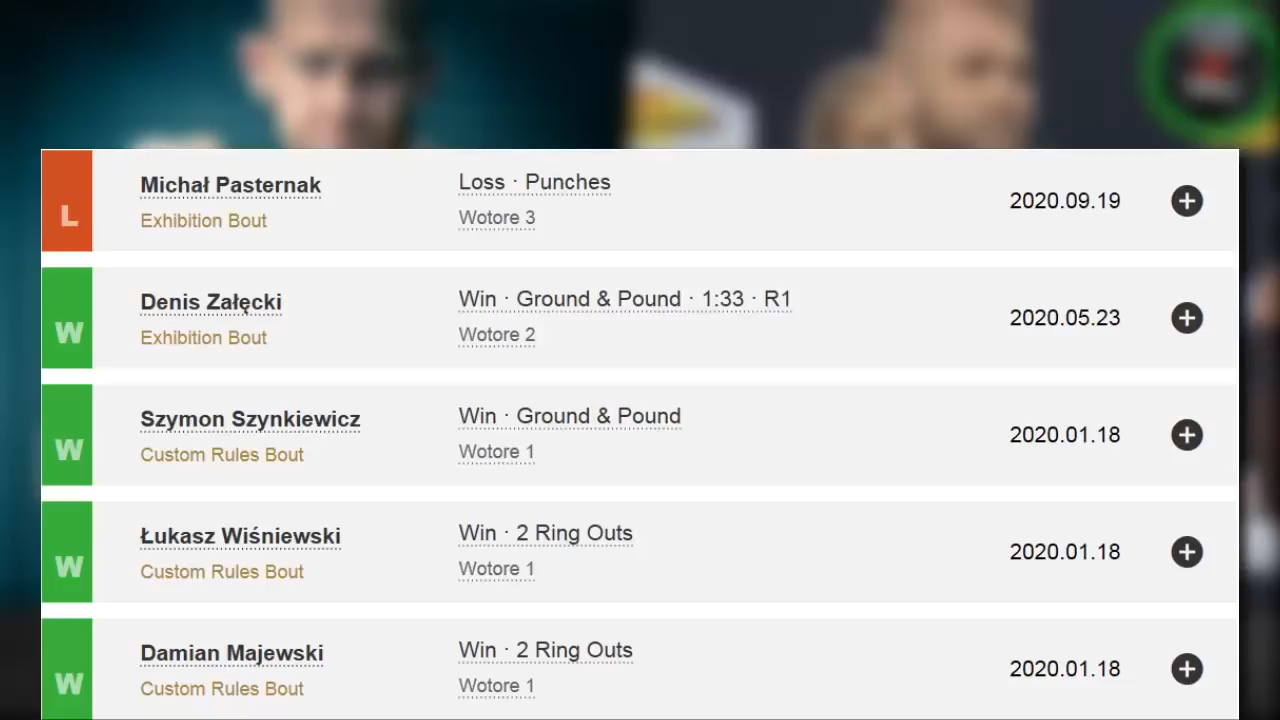 L
Michał Pasternak
Loss · Punches
Exhibition Bout
Wotore 3
2020.09.19
W
Denis Załęcki
Win · Ground & Pound · 1:33 · R1
Exhibition Bout
Wotore 2
2020.05.23
W
Szymon Szynkiewicz
Win · Ground & Pound
Custom Rules Bout
Wotore 1
2020.01.18
W
Łukasz Wiśniewski
Win · 2 Ring Outs
Custom Rules Bout
Wotore 1
2020.01.18
W
Damian Majewski
Win · 2 Ring Outs
Custom Rules Bout
Wotore 1
2020.01.18